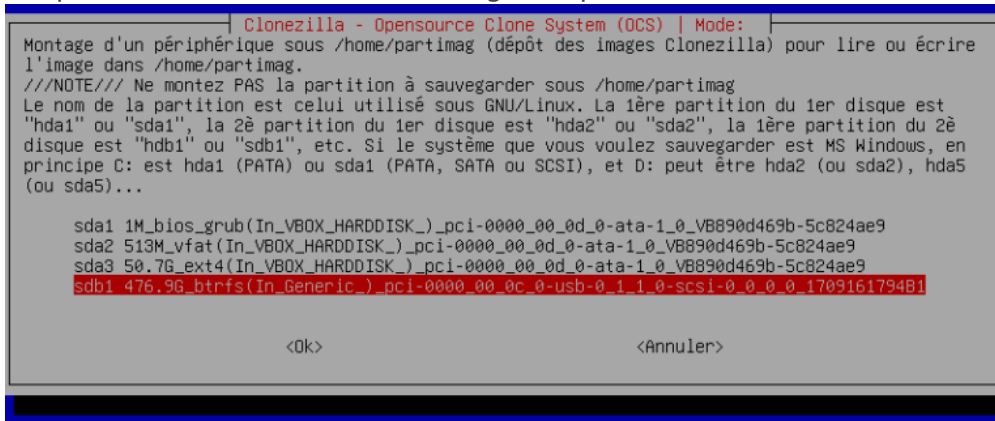 Clonezilla - Opensource Clone System (OCS) | Mode:
Montage d'un périphérique sous /home/partimag (dépôt des images Clonezilla) pour lire ou écrire
l'image dans /home/partimag.
///NOTE/// Ne montez PAS la partition à sauvegarder sous /home/partimag
Le nom de la partition est celui utilisé sous GNU/Linux. La 1ère partition du 1er disque est
"hda1" ou "sda1", la 2è partition du 1er disque est "hda2" ou "sda2", la 1ère partition du 2è
disque est "hdb1" ou "sdb1", etc. Si le système que vous voulez sauvegarder est MS Windows, en
principe C: est hda1 (PATA) ou sda1 (PATA, SATA ou SCSI), et D: peut être hda2 (ou sda2), hda5
(ou sda5)...
sda1 1M_bios_grub(In_VBOX_HARDDISK_)_pci-0000_00_0d_0-ata-1_0_VB890d469b-5c824ae9
sda2 513M_vfat(In_VBOX_HARDDISK_)_pci-0000_00_0d_0-ata-1_0_VB890d469b-5c824ae9
sda3 50.7G_ext4(In_VBOX_HARDDISK_)_pci-0000_00_0d_0-ata-1_0_VB890d469b-5c824ae9
sdb1 476.9G_btrfs(In_Generic_)_pci-0000_00_0c_0-usb-0_1_1_0-scsi-0_0_0_0_1709161794B1
<Ok> <Annuler>